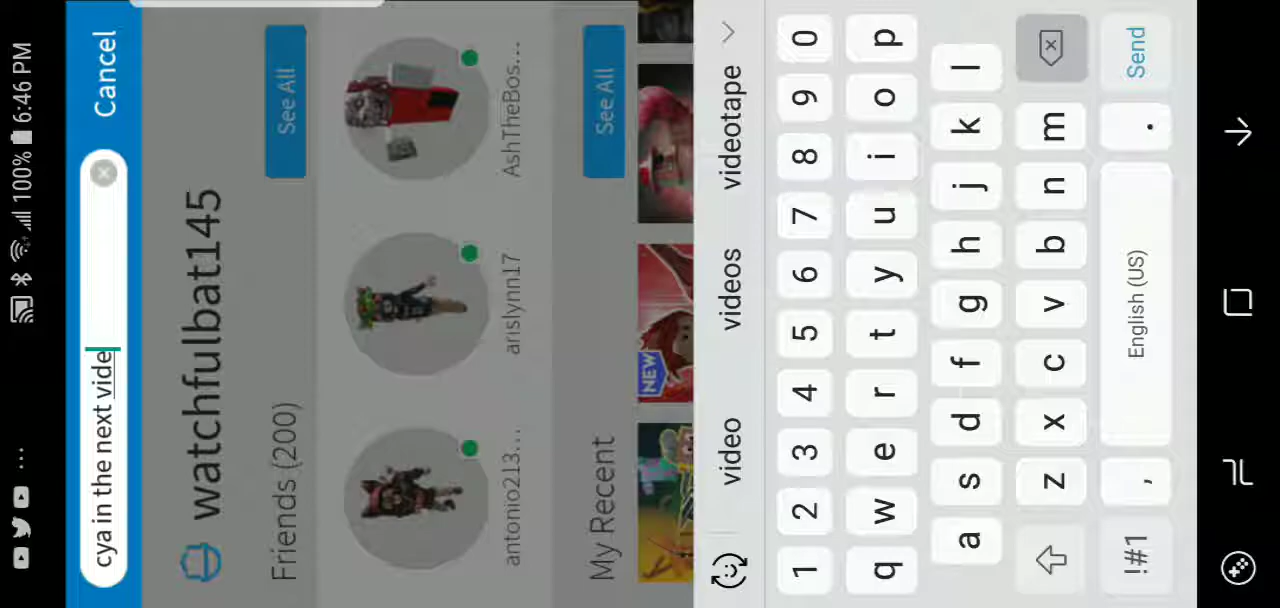 6:46 PM
100%
cya in the next vide
Cancel
watchfulbat145
Friends (200)
See All
antonio213...
arislynn17
AshTheBos...
My Recent
See All
NEW
video
videos
videotape
1 2 3 4 5 6 7 8 9 0
q w e r t y u i o p
a s d f g h j k l
z x c v b n m
!#1 , English (US) . Send